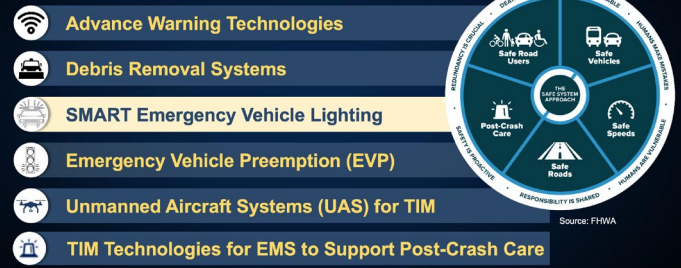 Advance Warning Technologies
Debris Removal Systems
SMART Emergency Vehicle Lighting
Emergency Vehicle Preemption (EVP)
Unmanned Aircraft Systems (UAS) for TIM
TIM Technologies for EMS to Support Post-Crash Care
REDUNDANCY IS CRUCIAL
HUMANS MAKE MISTAKES
HUMANS ARE VULNERABLE
RESPONSIBILITY IS SHARED
SAFETY IS PROACTIVE
Safe Road
Users
Safe
Vehicles
THE
SAFE SYSTEM
APPROACH
Post-Crash
Care
Safe
Speeds
Safe
Roads
Source: FHWA